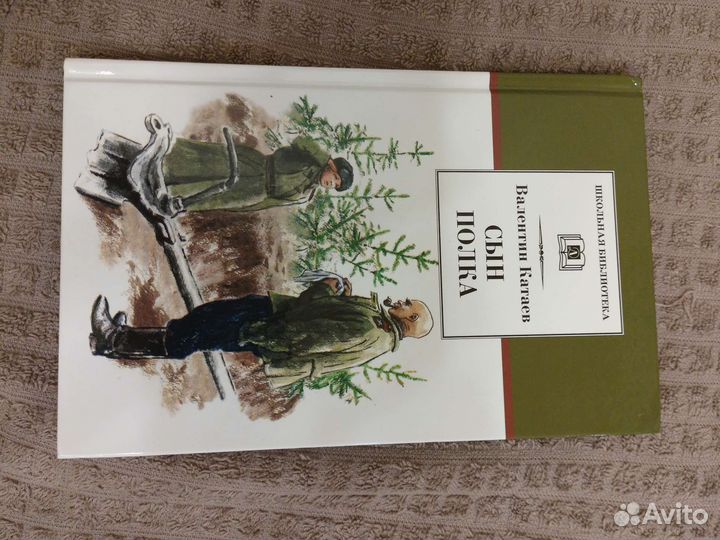 ШКОЛЬНАЯ БИБЛИОТЕКА
Валентин Катаев
СЫН
ПОЛКА
Avito